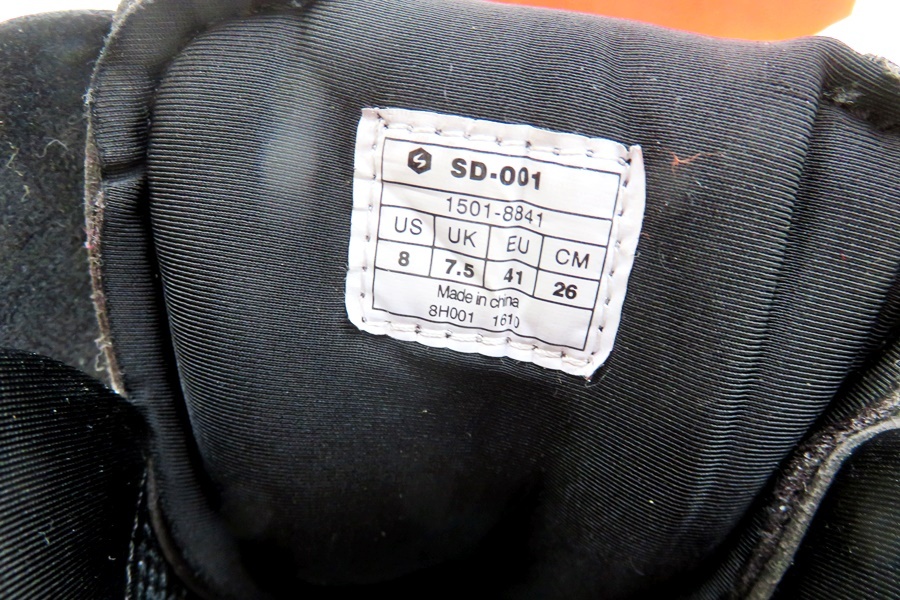 SD-001
1501-8841
US UK EU CM
8 7.5 41 26
Made in china
8H001 1610